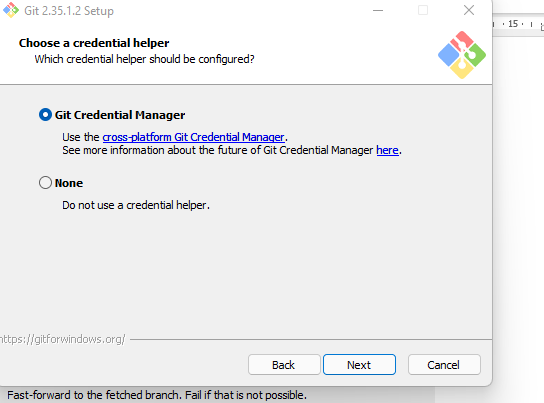 Git 2.35.1.2 Setup
Choose a credential helper
Which credential helper should be configured?
· 15 ·
Git Credential Manager
Use the cross-platform Git Credential Manager.
See more information about the future of Git Credential Manager here.
None
Do not use a credential helper.
https://gitforwindows.org/
Back
Next
Cancel
Fast-forward to the fetched branch. Fail if that is not possible.